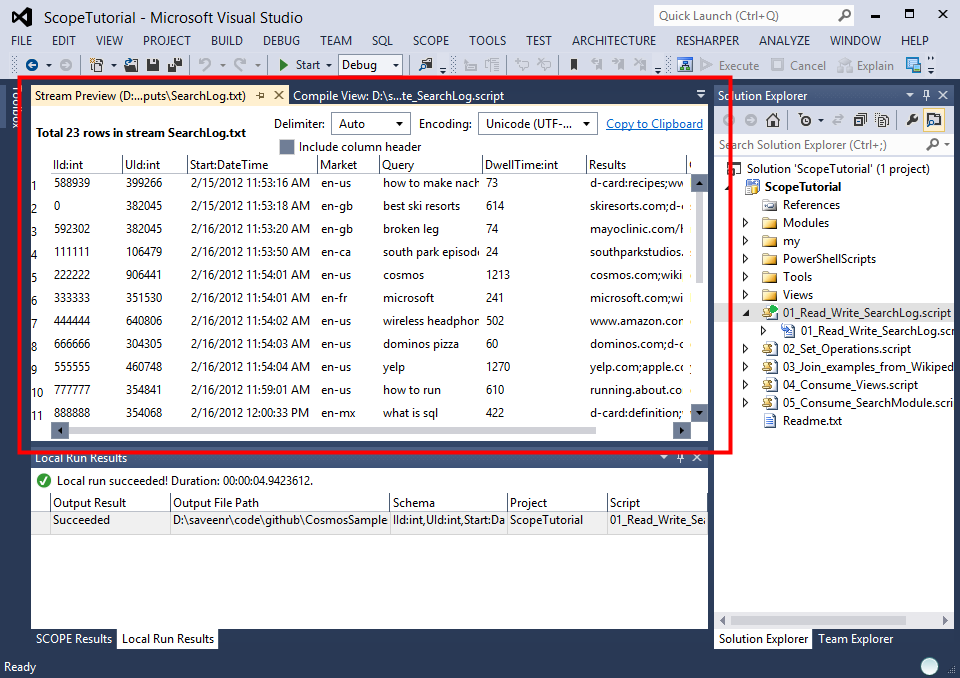 ScopeTutorial - Microsoft Visual Studio
Quick Launch (Ctrl+Q)
FILE EDIT VIEW PROJECT BUILD DEBUG TEAM SQL SCOPE TOOLS TEST ARCHITECTURE RESHARPER ANALYZE WINDOW HELP
Start Debug Execute Cancel Explain
Toolbox
Stream Preview (D:...puts\SearchLog.txt) Compile View: D:\s...te_SearchLog.script
Total 23 rows in stream SearchLog.txt
Delimiter: Auto Encoding: Unicode (UTF-... Copy to Clipboard
Include column header
IId:int UId:int Start:DateTime Market Query DwellTime:int Results
1 588939 399266 2/15/2012 11:53:16 AM en-us how to make nach 73 d-card:recipes;ww
2 0 382045 2/15/2012 11:53:18 AM en-gb best ski resorts 614 skiresorts.com;d-c
3 592302 382045 2/16/2012 11:53:20 AM en-gb broken leg 74 mayoclinic.com/h
4 111111 106479 2/16/2012 11:53:50 AM en-ca south park episode 24 southparkstudios.
5 222222 906441 2/16/2012 11:54:01 AM en-us cosmos 1213 cosmos.com;wiki
6 333333 351530 2/16/2012 11:54:01 AM en-fr microsoft 241 microsoft.com;wi
7 444444 640806 2/16/2012 11:54:02 AM en-us wireless headphon 502 www.amazon.com
8 666666 304305 2/16/2012 11:54:03 AM en-us dominos pizza 60 dominos.com;d-c
9 555555 460748 2/16/2012 11:54:04 AM en-us yelp 1270 yelp.com;apple.co
10 777777 354841 2/16/2012 11:59:01 AM en-us how to run 610 running.about.co
11 888888 354068 2/16/2012 12:00:33 PM en-mx what is sql 422 d-card:definition;
Local Run Results
Local run succeeded! Duration: 00:00:04.9423612.
Output Result Output File Path Schema Project Script
Succeeded D:\saveenr\code\github\CosmosSample IId:int,UId:int,Start:Da ScopeTutorial 01_Read_Write_Sea
SCOPE Results Local Run Results
Solution Explorer
Search Solution Explorer (Ctrl+;)
Solution 'ScopeTutorial' (1 project)
ScopeTutorial
References
Modules
my
PowerShellScripts
Tools
Views
01_Read_Write_SearchLog.script
01_Read_Write_SearchLog.scr
02_Set_Operations.script
03_Join_examples_from_Wikiped
04_Consume_Views.script
05_Consume_SearchModule.scri
Readme.txt
Solution Explorer Team Explorer
Ready